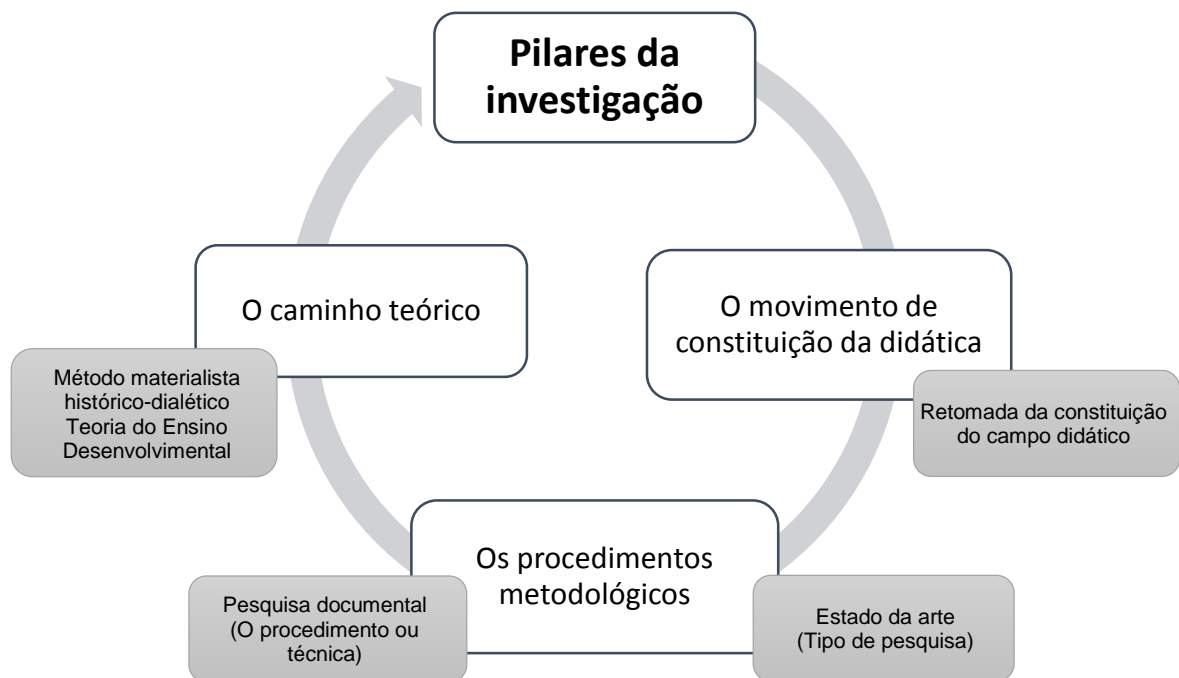 Pilares da
investigação
O caminho teórico
Método materialista
histórico-dialético
Teoria do Ensino
Desenvolvimental
O movimento de
constituição da didática
Retomada da constituição
do campo didático
Os procedimentos
metodológicos
Pesquisa documental
(O procedimento ou
técnica)
Estado da arte
(Tipo de pesquisa)